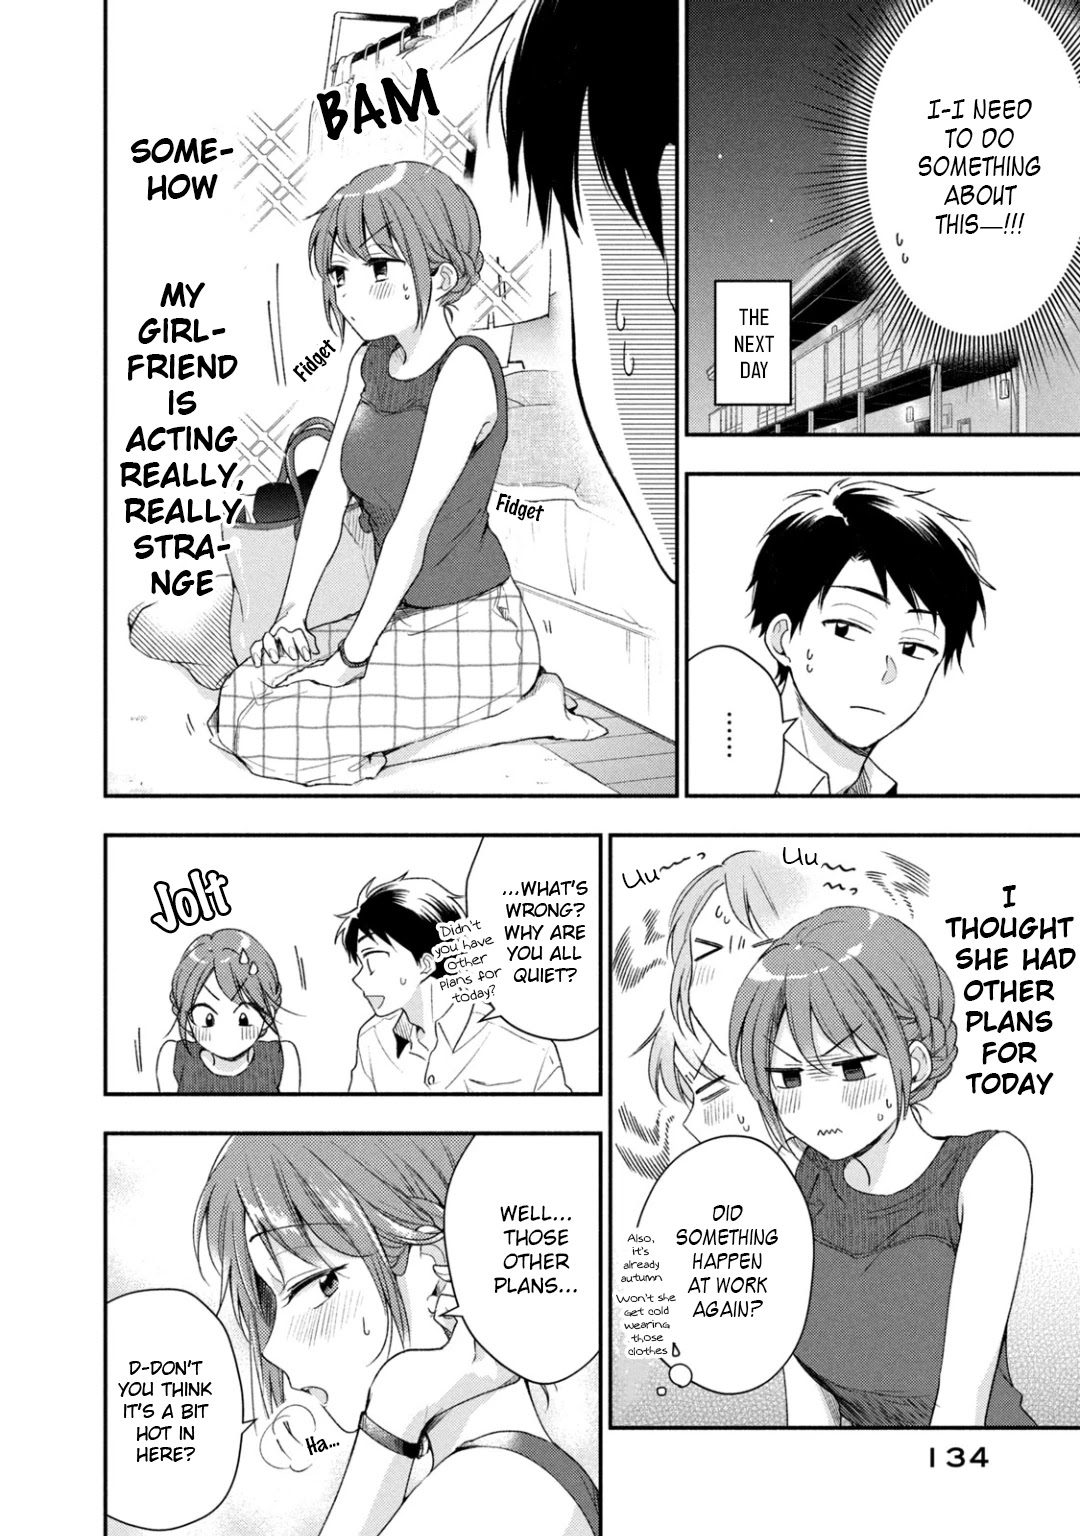 I-I NEED
TO DO
SOMETHING
ABOUT
THIS—!!!
THE
NEXT
DAY
.......
BAM
SOME-
HOW
MY
GIRL-
FRIEND IS
ACTING
REALLY,
REALLY
STRA-
NGE
Fidget
Fidget
I
THOUGHT
SHE HAD
OTHER
PLANS
FOR
TODAY
Uu
Uu
DID
SOMETHING
HAPPEN
AT WORK
AGAIN?
Also,
it's
already
autumn
Won't she
get cold
wearing
those
clothes
...WHAT'S
WRONG?
WHY ARE
YOU ALL
QUIET?
Didn't
you have
other
plans for
today?
Jolt
WELL...
THOSE
OTHER
PLANS...
D-DON'T
YOU THINK
IT'S A BIT
HOT IN
HERE?
Ha...
134